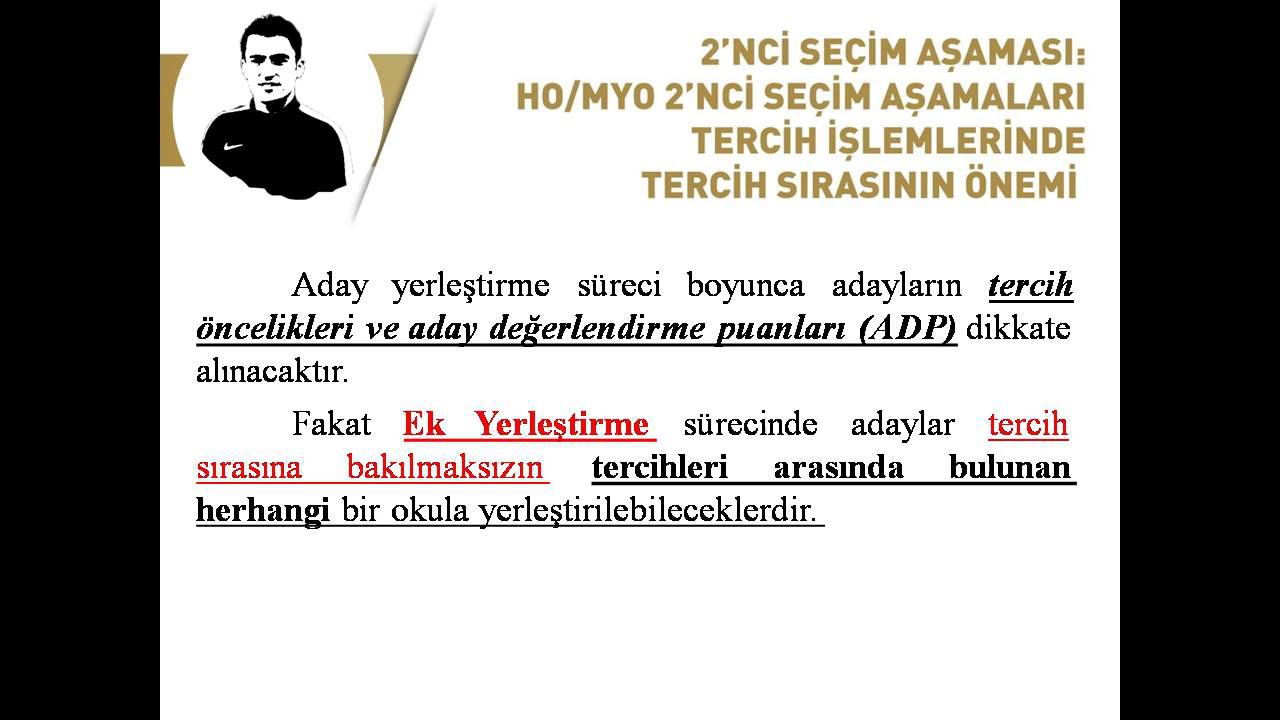 2’NCİ SEÇİM AŞAMASI:
HO/MYO 2’NCİ SEÇİM AŞAMALARI
TERCİH İŞLEMLERİNDE
TERCİH SIRASININ ÖNEMİ
Aday yerleştirme süreci boyunca adayların tercih
öncelikleri ve aday değerlendirme puanları (ADP) dikkate
alınacaktır.
Fakat Ek Yerleştirme sürecinde adaylar tercih
sırasına bakılmaksızın tercihleri arasında bulunan
herhangi bir okula yerleştirilebileceklerdir.